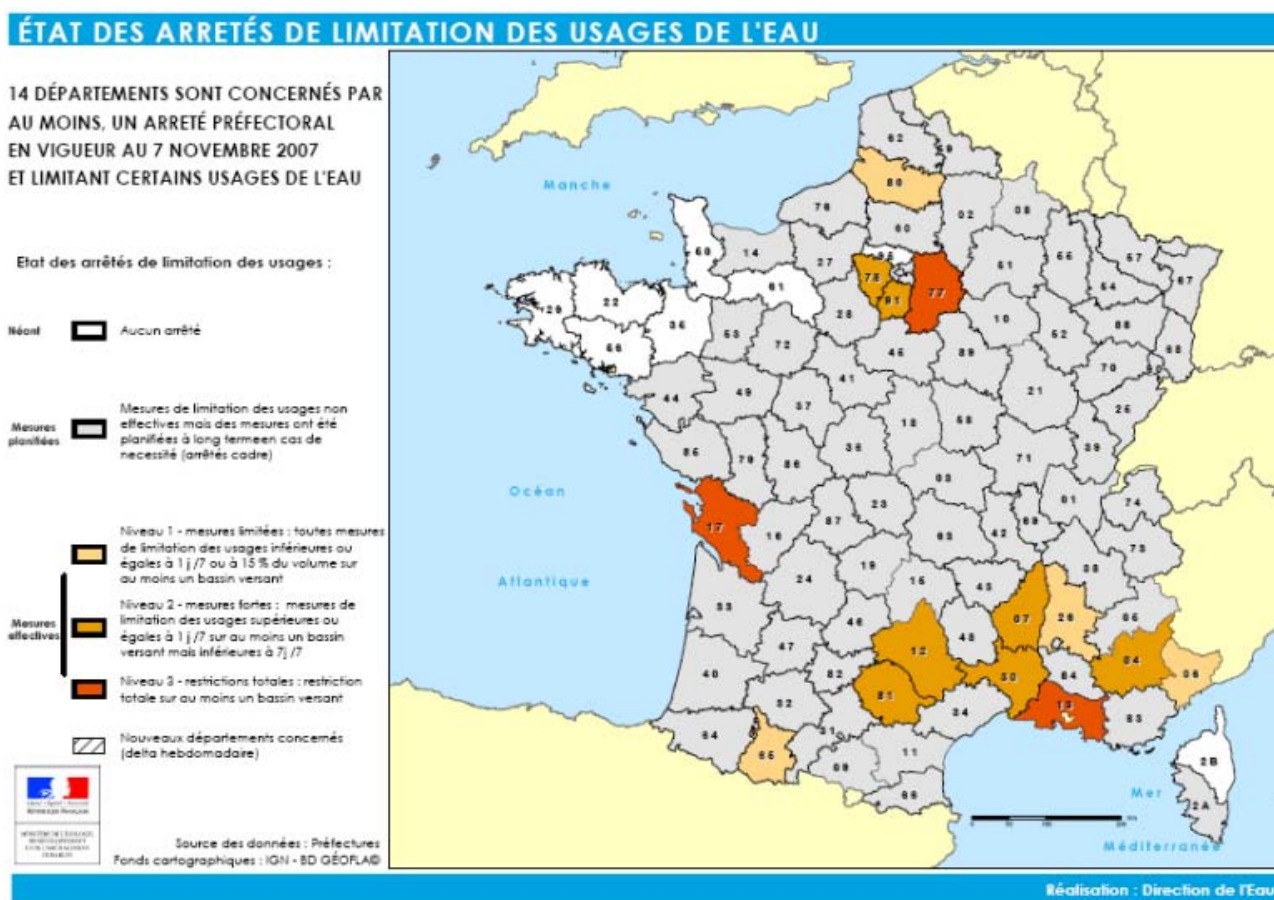 ÉTAT DES ARRETÉS DE LIMITATION DES USAGES DE L'EAU
14 DÉPARTEMENTS SONT CONCERNÉS PAR
AU MOINS, UN ARRETÉ PRÉFECTORAL
EN VIGUEUR AU 7 NOVEMBRE 2007
ET LIMITANT CERTAINS USAGES DE L'EAU
Etat des arrêtés de limitation des usages :
Néant
Aucun arrêté
Mesures
planifiées
Mesures de limitation des usages non
effectives mais des mesures ont été
planifiées à long termeen cas de
necessité (arrêtés cadre)
Mesures
effectives
Niveau 1 - mesures limitées : toutes mesures
de limitation des usages inférieures ou
égales à 1 j /7 ou à 15 % du volume sur
au moins un bassin versant
Niveau 2 - mesures fortes : mesures de
limitation des usages supérieures ou
égales à 1 j /7 sur au moins un bassin
versant mais inférieures à 7j /7
Niveau 3 - restrictions totales : restriction
totale sur au moins un bassin versant
Nouveaux départements concernés
(delta hebdomadaire)
Source des données : Préfectures
Fonds cartographiques : IGN - BD GÉOFLA©
Manche
Océan
Atlantique
Mer
Méditerranée
62
80
76
02
60
14
27
77
61
51
67
22
35
53
72
28
10
52
88
68
45
89
70
44
49
41
37
21
25
18
58
39
85
79
86
36
71
03
17
16
87
23
63
42
69
01
74
73
24
19
15
43
38
33
46
48
07
26
05
47
12
30
84
04
06
40
82
81
13
83
32
34
64
65
31
11
09
66
2B
2A
Réalisation : Direction de l'Eau